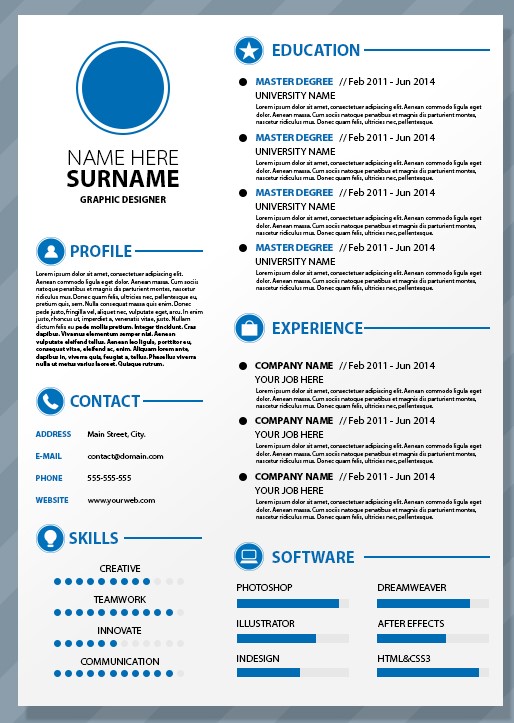 NAME HERE
SURNAME
GRAPHIC DESIGNER
PROFILE
Lorem ipsum dolor sit amet, consectetuer adipiscing elit.
Aenean commodo ligula eget dolor. Aenean massa. Cum sociis
natoque penatibus et magnis dis parturient montes, nascetur
ridiculus mus. Donec quam felis, ultricies nec, pellentesque eu,
pretium quis, sem. Nulla consequat massa quis enim. Donec
pede justo, fringilla vel, aliquet nec, vulputate eget, arcu. In
enim justo, rhoncus ut, imperdiet a, venenatis vitae, justo. Nullam
dictum felis eu pede mollis pretium. Integer tincidunt. Cras
dapibus. Vivamus elementum semper nisi. Aenean
vulputate eleifend tellus. Aenean leo ligula, porttitor eu,
consequat vitae, eleifend ac, enim. Aliquam lorem ante,
dapibus in, viverra quis, feugiat a, tellus. Phasellus viverra
nulla ut metus varius laoreet. Quisque rutrum.
CONTACT
ADDRESS Main Street, City.
E-MAIL contact@domain.com
PHONE 555-555-555
WEBSITE www.yourweb.com
SKILLS
CREATIVE
TEAMWORK
INNOVATE
COMMUNICATION
EDUCATION
MASTER DEGREE // Feb 2011 - Jun 2014
UNIVERSITY NAME
Lorem ipsum dolor sit amet, consectetuer adipiscing elit. Aenean commodo ligula eget
dolor. Aenean massa. Cum sociis natoque penatibus et magnis dis parturient montes,
nascetur ridiculus mus. Donec quam felis, ultricies nec, pellentesque eu.
MASTER DEGREE // Feb 2011 - Jun 2014
UNIVERSITY NAME
Lorem ipsum dolor sit amet, consectetuer adipiscing elit. Aenean commodo ligula eget
dolor. Aenean massa. Cum sociis natoque penatibus et magnis dis parturient montes,
nascetur ridiculus mus. Donec quam felis, ultricies nec, pellentesque eu.
MASTER DEGREE // Feb 2011 - Jun 2014
UNIVERSITY NAME
Lorem ipsum dolor sit amet, consectetuer adipiscing elit. Aenean commodo ligula eget
dolor. Aenean massa. Cum sociis natoque penatibus et magnis dis parturient montes,
nascetur ridiculus mus. Donec quam felis, ultricies nec, pellentesque eu.
MASTER DEGREE // Feb 2011 - Jun 2014
UNIVERSITY NAME
Lorem ipsum dolor sit amet, consectetuer adipiscing elit. Aenean commodo ligula eget
dolor. Aenean massa. Cum sociis natoque penatibus et magnis dis parturient montes,
nascetur ridiculus mus. Donec quam felis, ultricies nec, pellentesque eu.
EXPERIENCE
COMPANY NAME // Feb 2011 - Jun 2014
YOUR JOB HERE
Lorem ipsum dolor sit amet, consectetuer adipiscing elit. Aenean commodo ligula eget
dolor. Aenean massa. Cum sociis natoque penatibus et magnis dis parturient montes,
nascetur ridiculus mus. Donec quam felis, ultricies nec, pellentesque eu.
COMPANY NAME // Feb 2011 - Jun 2014
YOUR JOB HERE
Lorem ipsum dolor sit amet, consectetuer adipiscing elit. Aenean commodo ligula eget
dolor. Aenean massa. Cum sociis natoque penatibus et magnis dis parturient montes,
nascetur ridiculus mus. Donec quam felis, ultricies nec, pellentesque eu.
COMPANY NAME // Feb 2011 - Jun 2014
YOUR JOB HERE
Lorem ipsum dolor sit amet, consectetuer adipiscing elit. Aenean commodo ligula eget
dolor. Aenean massa. Cum sociis natoque penatibus et magnis dis parturient montes,
nascetur ridiculus mus. Donec quam felis, ultricies nec, pellentesque eu.
SOFTWARE
PHOTOSHOP DREAMWEAVER
ILLUSTRATOR AFTER EFFECTS
INDESIGN HTML&CSS3